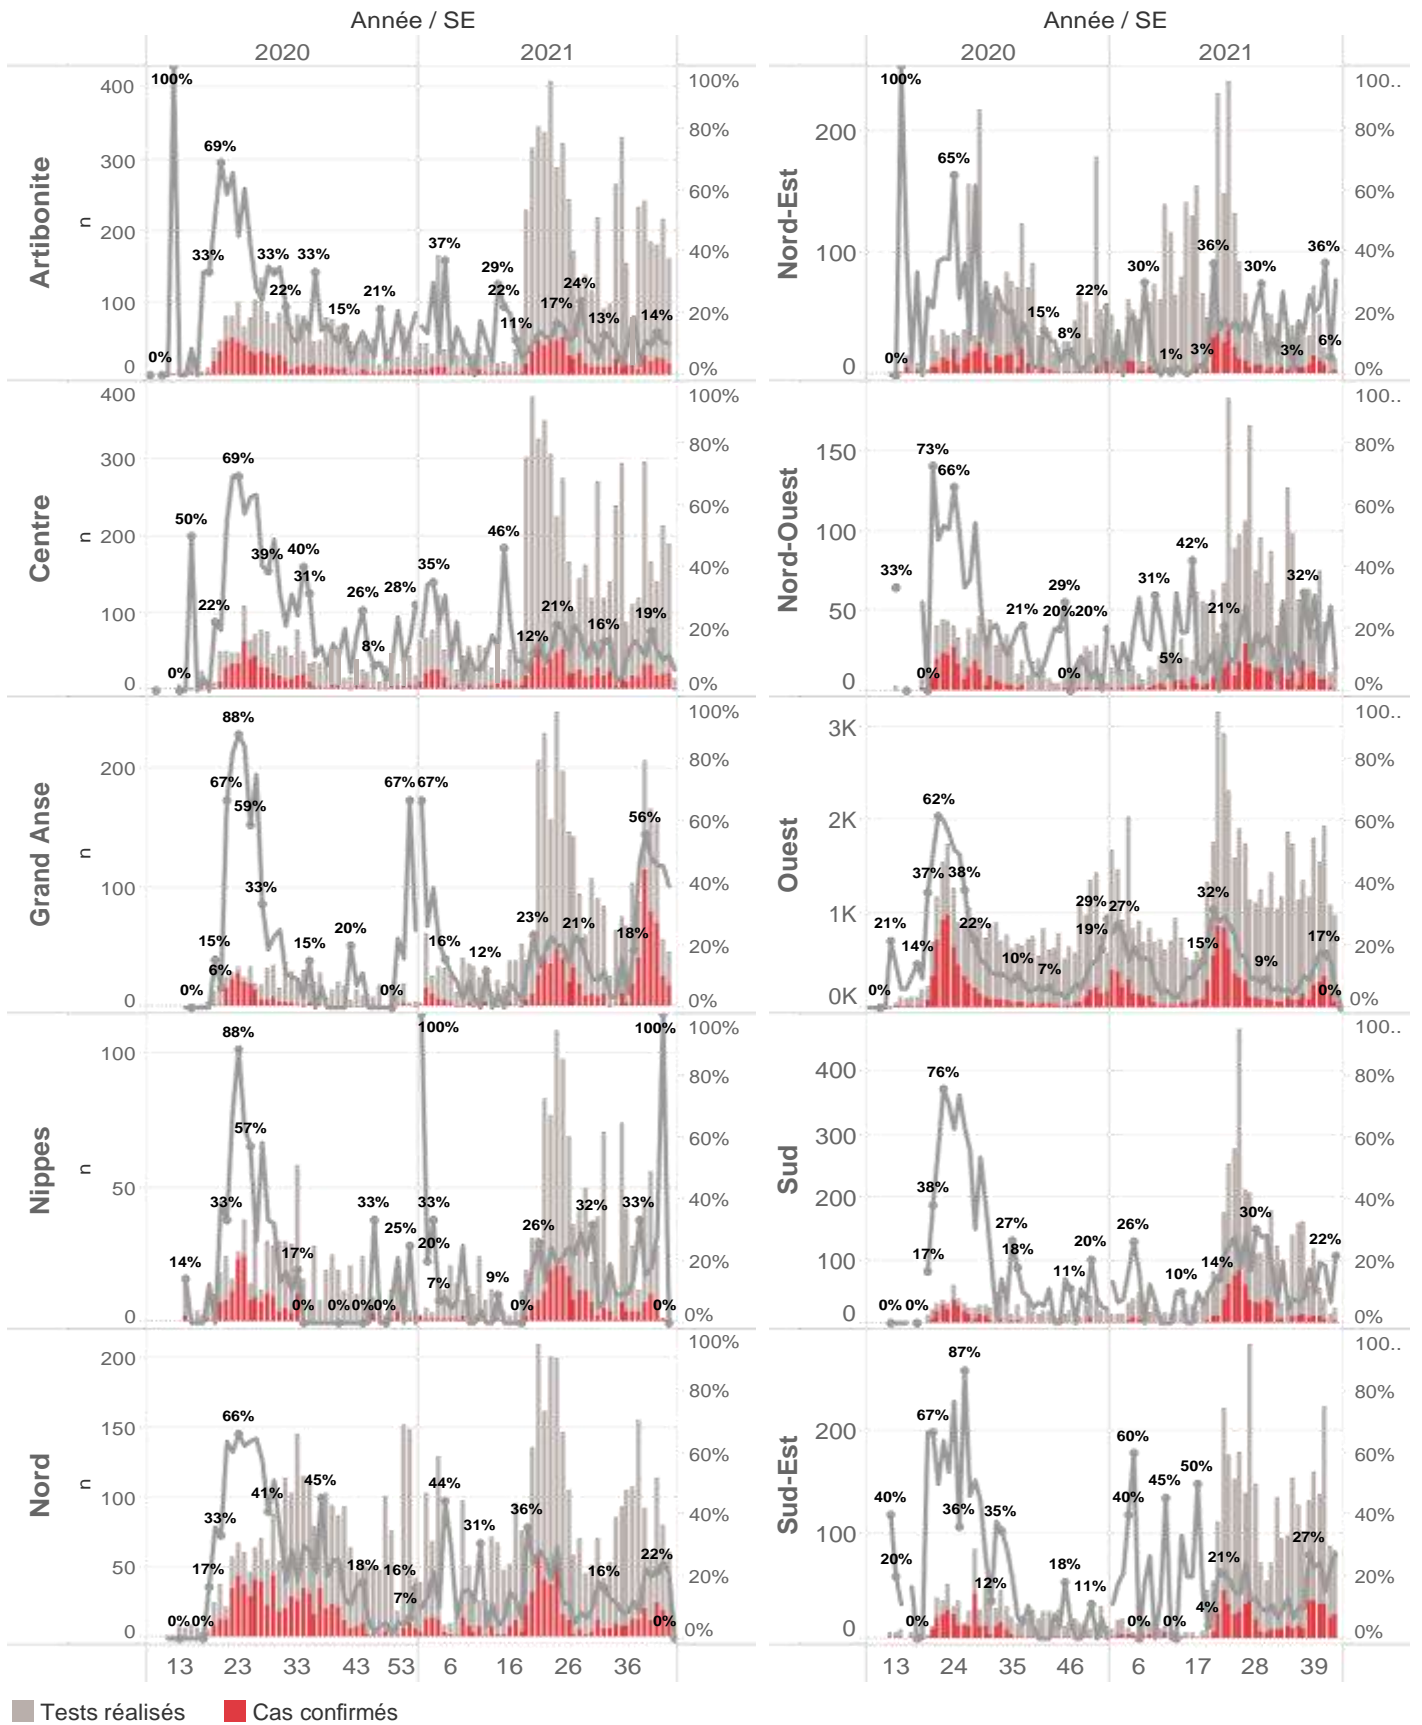 Année / SE
2020 2021
Artibonite
n
400
300
200
100
0
100%
80%
60%
40%
20%
0%
0% 100% 33% 69% 33% 22% 33% 15% 21% 37% 29% 22% 11% 17% 24% 13% 14%
Centre
n
400
300
200
100
0
100%
80%
60%
40%
20%
0%
0% 50% 22% 69% 39% 40% 31% 26% 8% 28% 35% 46% 12% 21% 16% 19%
Grand Anse
n
200
100
0
100%
80%
60%
40%
20%
0%
0% 15% 6% 67% 88% 59% 33% 15% 20% 0% 67% 67% 16% 12% 23% 21% 18% 56%
Nippes
n
100
50
0
100%
80%
60%
40%
20%
0%
14% 33% 88% 57% 17% 0% 0% 0% 33% 0% 25% 100% 33% 20% 7% 9% 0% 26% 32% 33% 100% 0%
Nord
n
200
150
100
50
0
100%
80%
60%
40%
20%
0%
0% 0% 17% 33% 66% 41% 45% 18% 16% 7% 44% 31% 36% 16% 22% 0%
13 23 33 43 53 6 16 26 36
Année / SE
2020 2021
Nord-Est
200
100
0
100..
80%
60%
40%
20%
0%
0% 100% 65% 15% 8% 22% 30% 1% 3% 36% 30% 3% 36% 6%
Nord-Ouest
150
100
50
0
100..
80%
60%
40%
20%
0%
33% 0% 73% 66% 21% 20% 29% 0% 20% 31% 5% 42% 21% 32%
Ouest
3K
2K
1K
0K
100..
80%
60%
40%
20%
0%
0% 21% 14% 37% 62% 38% 22% 10% 7% 29% 19% 27% 15% 32% 9% 17% 0%
Sud
400
300
200
100
0
100..
80%
60%
40%
20%
0%
0% 0% 17% 38% 76% 27% 18% 11% 20% 26% 10% 14% 30% 22%
Sud-Est
200
100
0
100..
80%
60%
40%
20%
0%
40% 20% 0% 67% 36% 87% 12% 35% 18% 11% 40% 60% 0% 45% 0% 50% 4% 21% 27%
13 24 35 46 6 17 28 39
Tests réalisés Cas confirmés